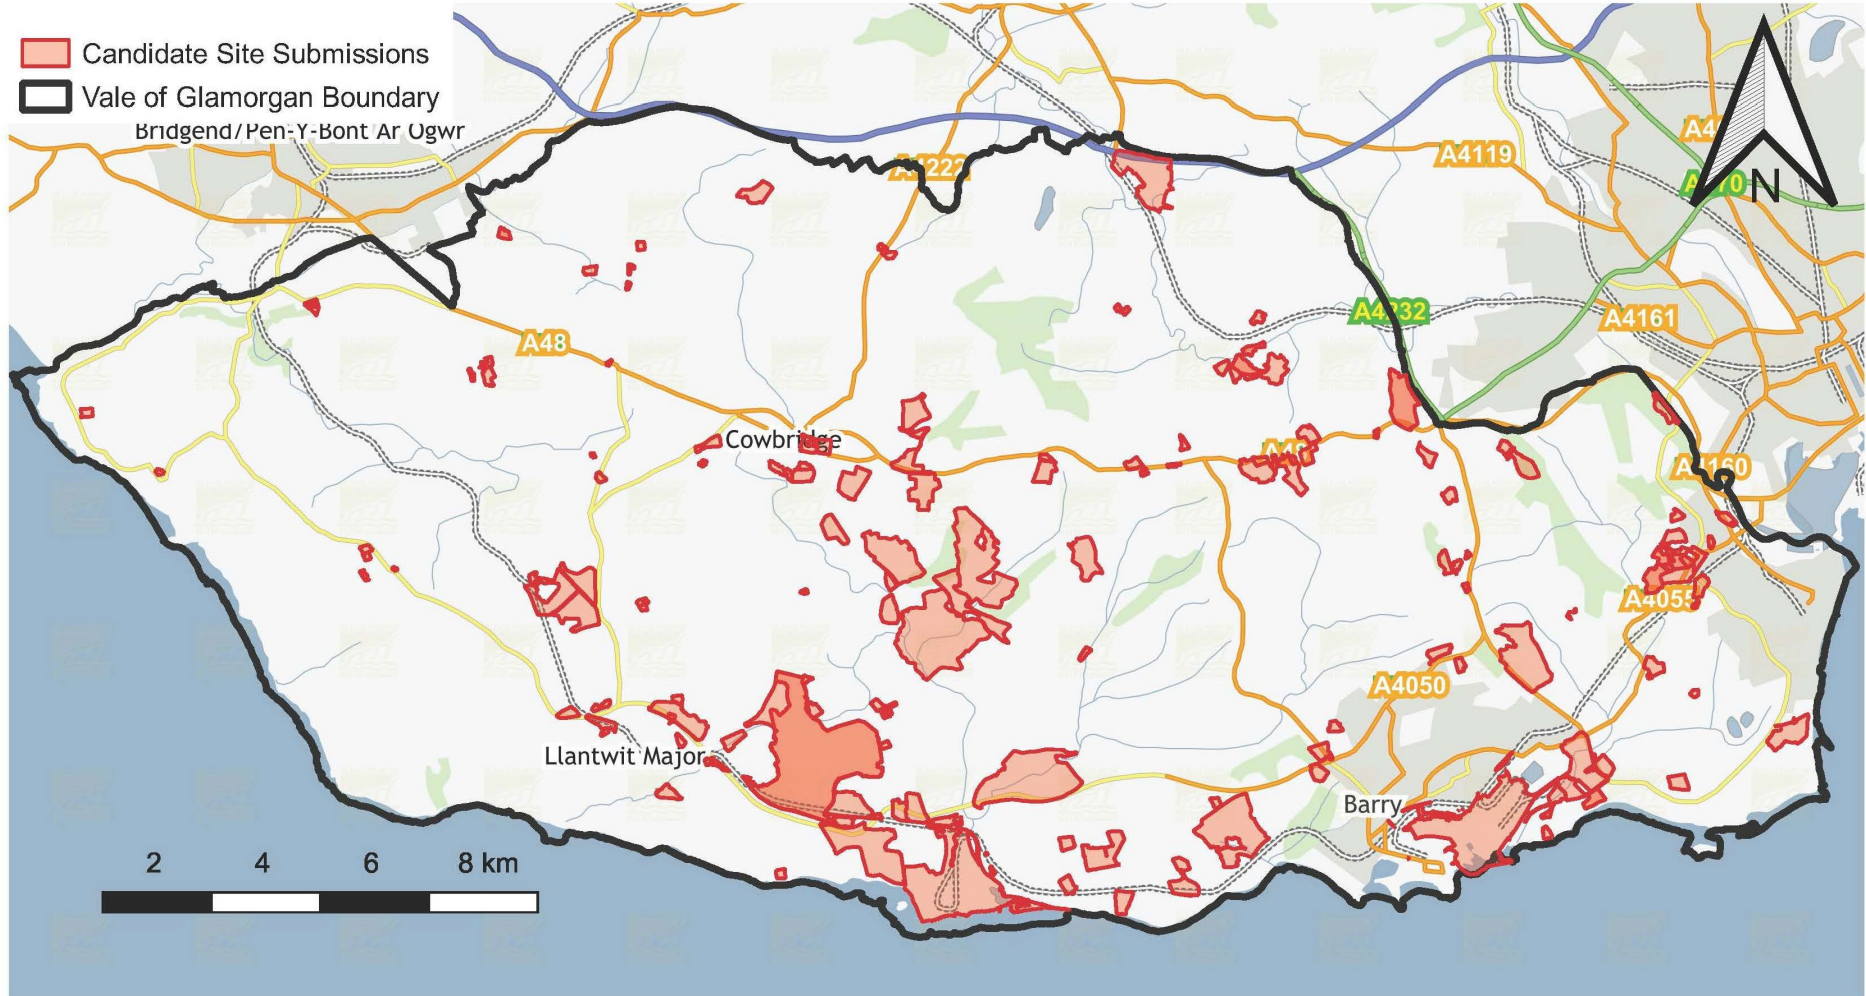 Candidate Site Submissions
Vale of Glamorgan Boundary
Bridgend/Pen-Y-Bont Ar Ogwr
A4119
N
A4232
A4161
A48
Cowbridge
A4160
A4055
A4050
Llantwit Major
Barry
2 4 6 8 km